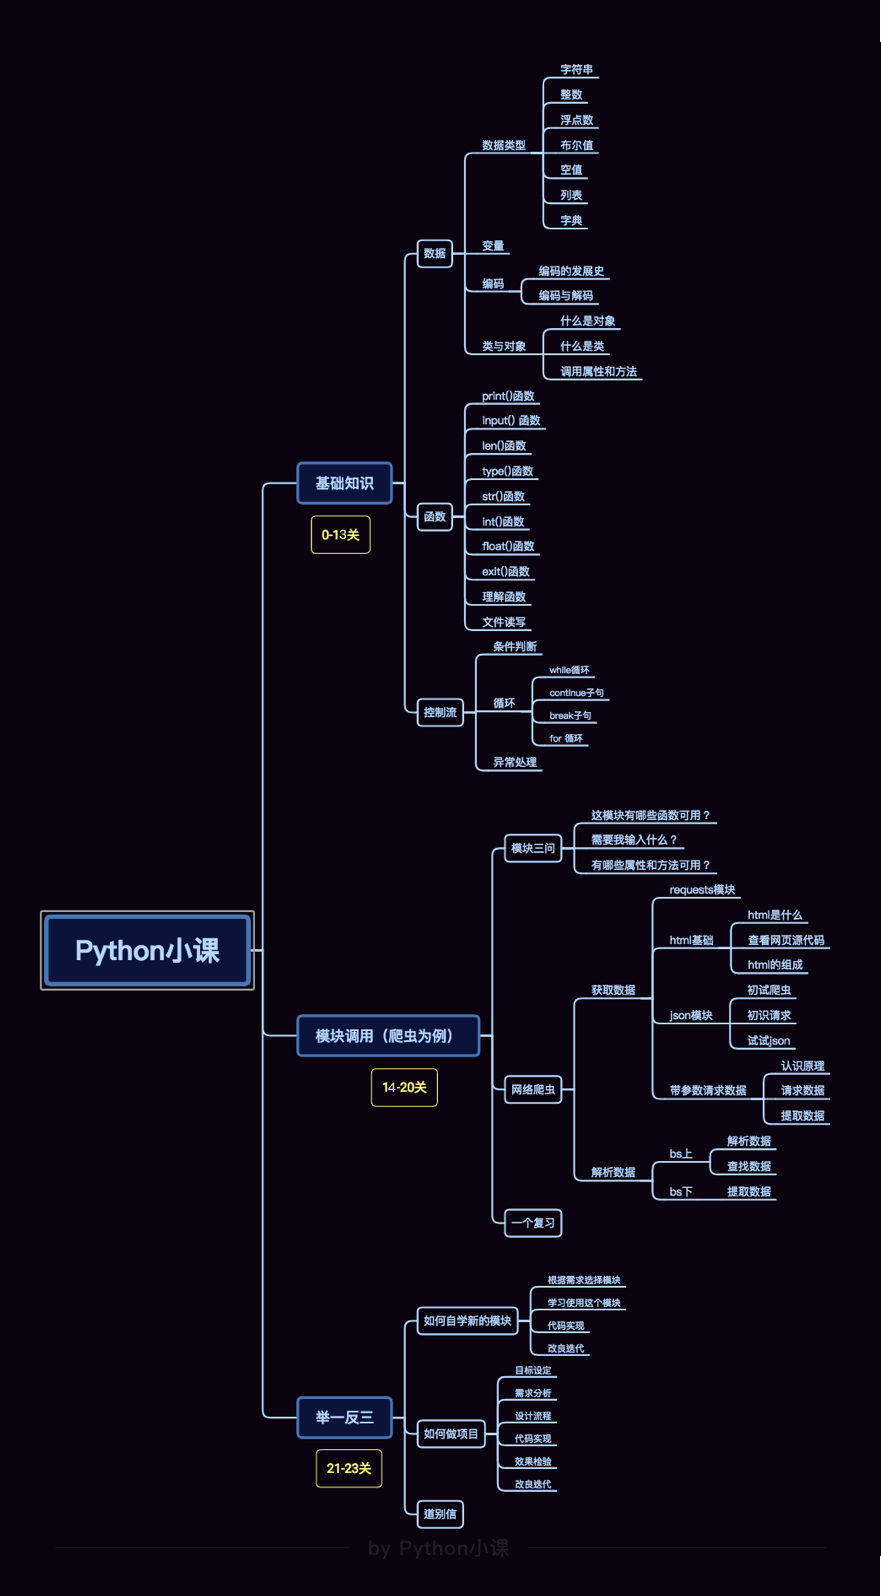 Python小课
基础知识
0-13关
数据
数据类型
字符串
整数
浮点数
布尔值
空值
列表
字典
变量
编码
编码的发展史
编码与解码
类与对象
什么是对象
什么是类
调用属性和方法
函数
print()函数
input() 函数
len()函数
type()函数
str()函数
int()函数
float()函数
exit()函数
理解函数
文件读写
控制流
条件判断
循环
while循环
continue子句
break子句
for 循环
异常处理
模块调用（爬虫为例）
14-20关
模块三问
这模块有哪些函数可用？
需要我输入什么？
有哪些属性和方法可用？
网络爬虫
获取数据
requests模块
html基础
html是什么
查看网页源代码
html的组成
json模块
初试爬虫
初识请求
试试json
带参数请求数据
认识原理
请求数据
提取数据
解析数据
bs上
解析数据
查找数据
bs下
提取数据
一个复习
举一反三
21-23关
如何自学新的模块
根据需求选择模块
学习使用这个模块
代码实现
改良迭代
如何做项目
目标设定
需求分析
设计流程
代码实现
效果检验
改良迭代
道别信
by Python小课